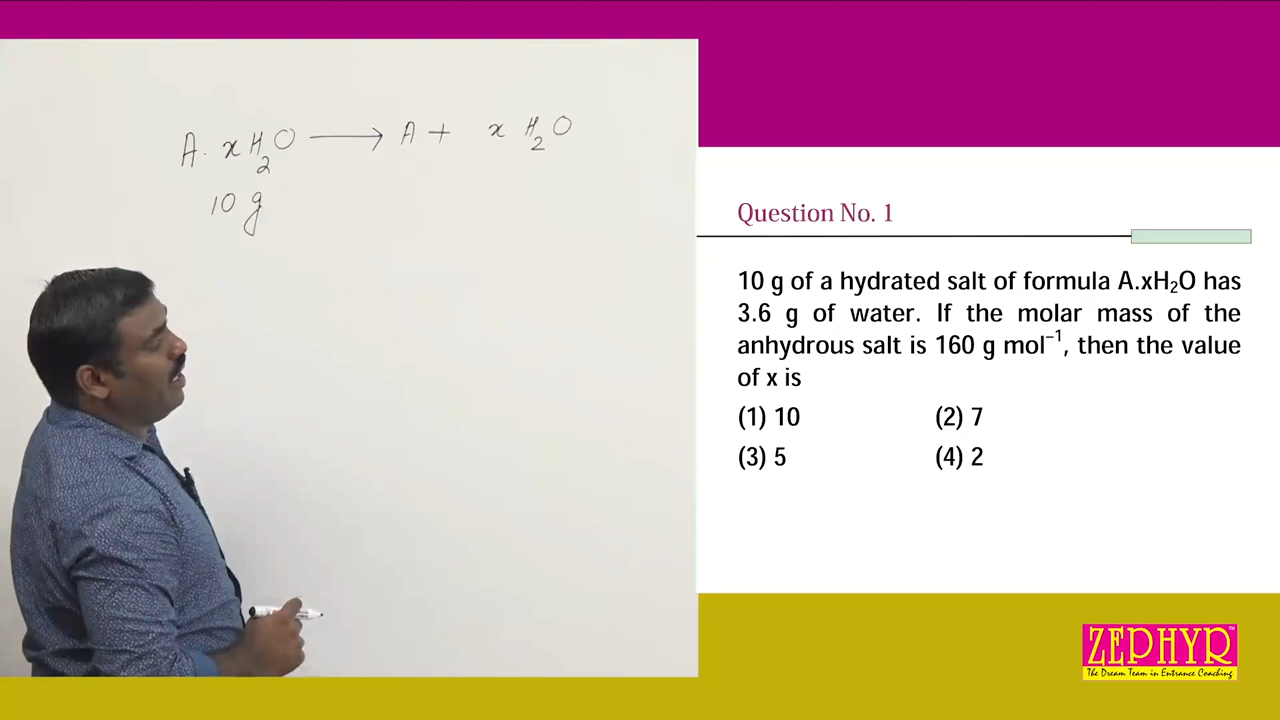 A. xH₂O ⟶ A + x H₂O
10 g
Question No. 1
10 g of a hydrated salt of formula A.xH₂O has
3.6 g of water. If the molar mass of the
anhydrous salt is 160 g mol⁻¹, then the value
of x is
(1) 10 (2) 7
(3) 5 (4) 2
ZEPHYR™
The Dream Team in Entrance Coaching